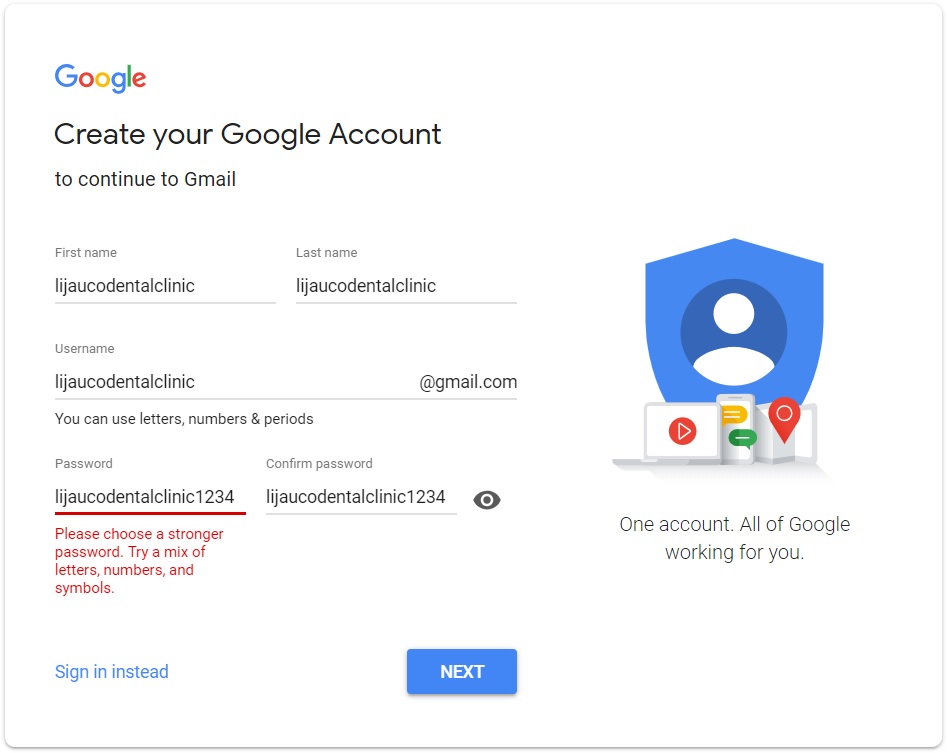 Google
Create your Google Account
to continue to Gmail
First name
Last name
lijaucodentalclinic
lijaucodentalclinic
Username
lijaucodentalclinic @gmail.com
You can use letters, numbers & periods
Password
Confirm password
lijaucodentalclinic1234
lijaucodentalclinic1234
Please choose a stronger
password. Try a mix of
letters, numbers, and
symbols.
One account. All of Google
working for you.
Sign in instead
NEXT